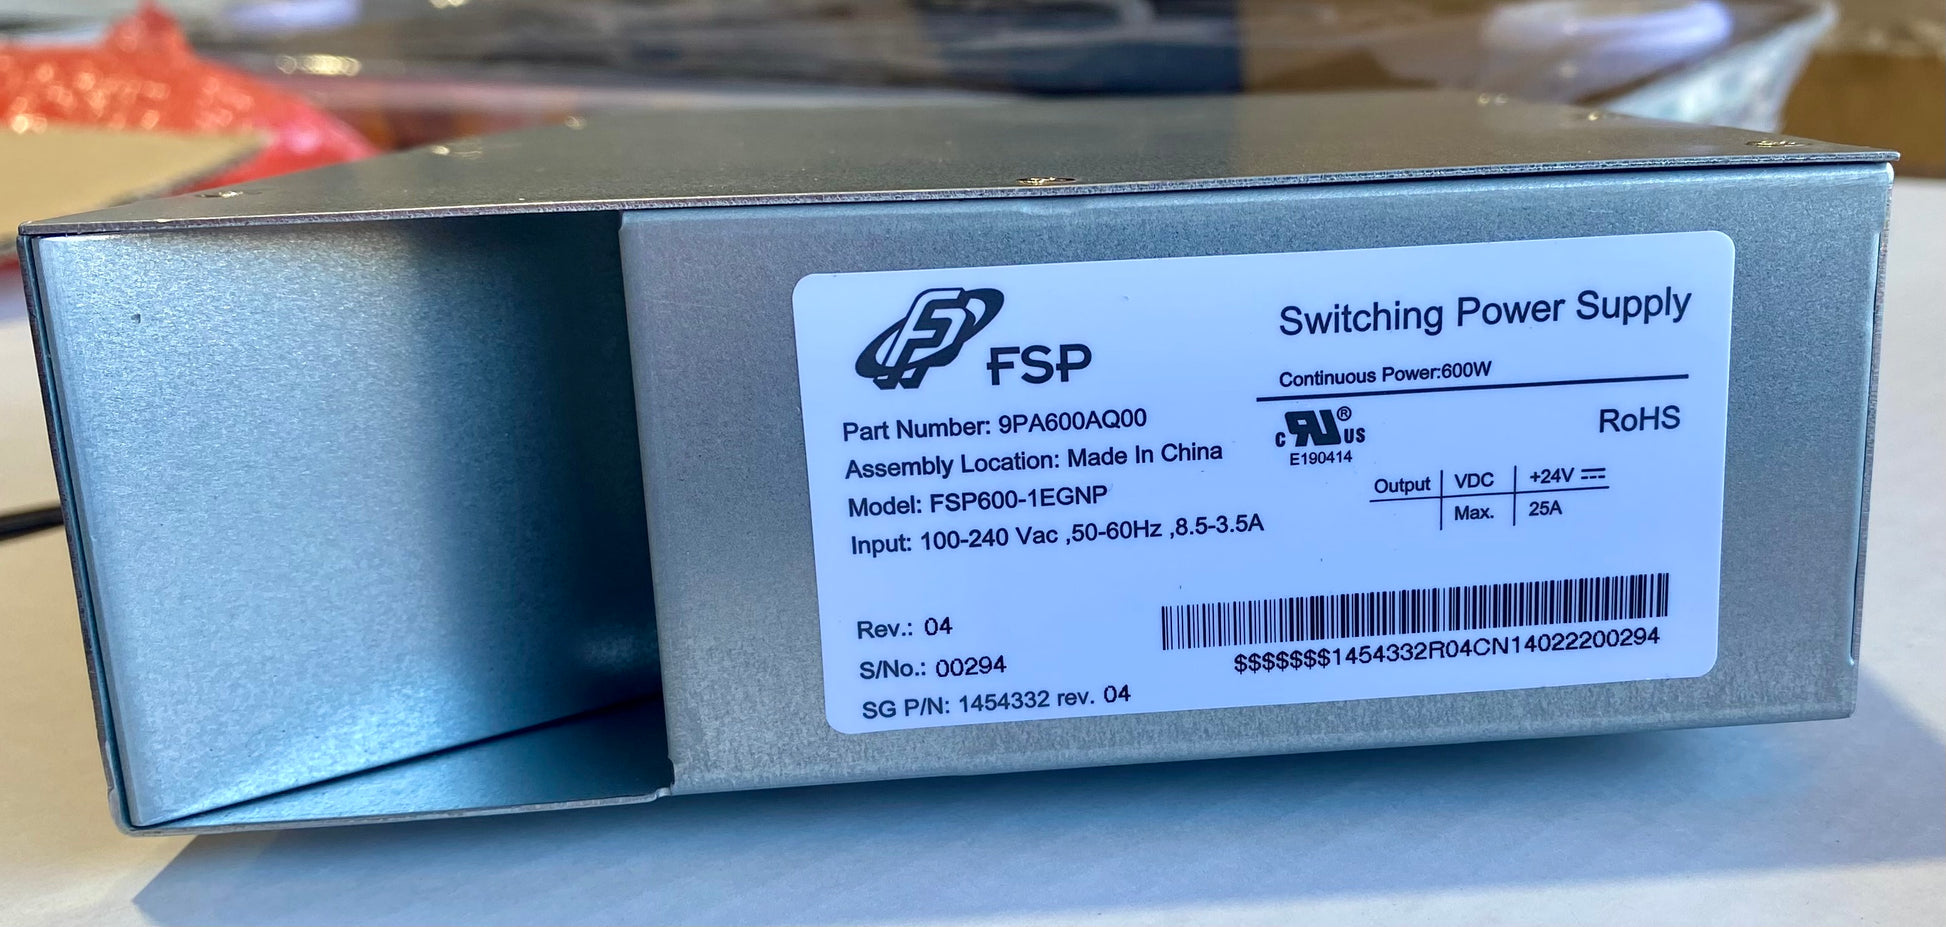 FSP
Switching Power Supply
Continuous Power:600W
Part Number: 9PA600AQ00
Assembly Location: Made In China
Model: FSP600-1EGNP
Input: 100-240 Vac ,50-60Hz ,8.5-3.5A
c RU ® US
E190414
RoHS
Output VDC +24V
Max. 25A
Rev.: 04
S/No.: 00294
SG P/N: 1454332 rev. 04
$$$$$$$1454332R04CN14022200294